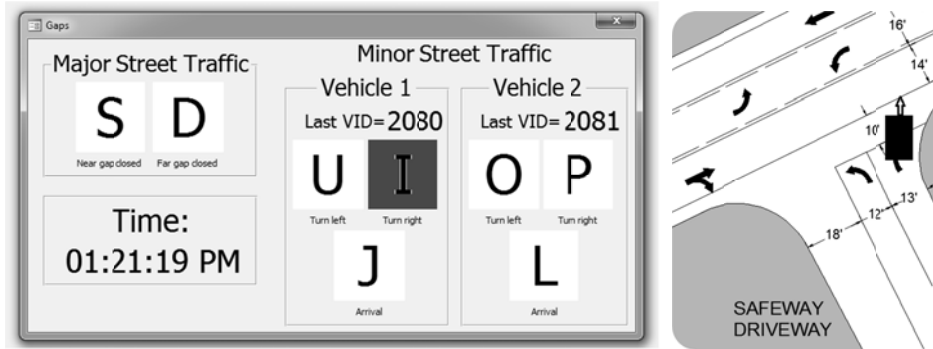 Gaps
x
Minor Street Traffic
Major Street Traffic
S D
Near gap closed Far gap closed
Time:
01:21:19 PM
Vehicle 1
Last VID= 2080
U I
Turn left Turn right
J
Arrival
Vehicle 2
Last VID= 2081
O P
Turn left Turn right
L
Arrival
16'
14'
10'
13'
12'
18'
SAFEWAY
DRIVEWAY